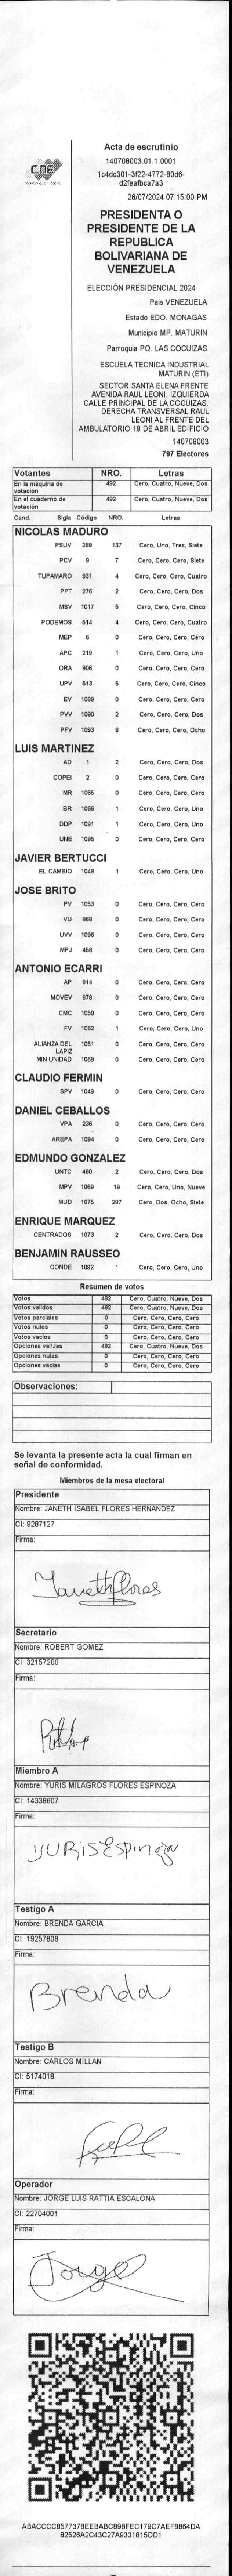 CNE
Acta de escrutinio
140708003.01.1.0001
1c4dc301-3f22-4772-80d6-
d2feafbca7a3
28/07/2024 07:15:00 PM
PRESIDENTA O
PRESIDENTE DE LA
REPUBLICA
BOLIVARIANA DE
VENEZUELA
ELECCIÓN PRESIDENCIAL 2024
País VENEZUELA
Estado EDO. MONAGAS
Municipio MP. MATURIN
Parroquia PQ. LAS COCUIZAS
ESCUELA TECNICA INDUSTRIAL
MATURIN (ETI)
SECTOR SANTA ELENA FRENTE
AVENIDA RAUL LEONI. IZQUIERDA
CALLE PRINCIPAL DE LA COCUIZAS.
DERECHA TRANSVERSAL RAUL
LEONI AL FRENTE DEL
AMBULATORIO 19 DE ABRIL EDIFICIO
140708003
797 Electores
Votantes NRO. Letras
En la máquina de votación 492 Cero, Cuatro, Nueve, Dos
En el cuaderno de votación 492 Cero, Cuatro, Nueve, Dos
Cand. Sigla Código NRO. Letras
NICOLAS MADURO
PSUV 269 137 Cero, Uno, Tres, Siete
PCV 9 7 Cero, Cero, Cero, Siete
TUPAMARO 931 4 Cero, Cero, Cero, Cuatro
PPT 276 2 Cero, Cero, Cero, Dos
MSV 1017 5 Cero, Cero, Cero, Cinco
PODEMOS 514 4 Cero, Cero, Cero, Cuatro
MEP 6 0 Cero, Cero, Cero, Cero
APC 219 1 Cero, Cero, Cero, Uno
ORA 906 0 Cero, Cero, Cero, Cero
UPV 513 5 Cero, Cero, Cero, Cinco
EV 1089 0 Cero, Cero, Cero, Cero
PVV 1090 2 Cero, Cero, Cero, Dos
PFV 1093 8 Cero, Cero, Cero, Ocho
LUIS MARTINEZ
AD 1 2 Cero, Cero, Cero, Dos
COPEI 2 0 Cero, Cero, Cero, Cero
MR 1065 0 Cero, Cero, Cero, Cero
BR 1066 1 Cero, Cero, Cero, Uno
DDP 1091 1 Cero, Cero, Cero, Uno
UNE 1095 0 Cero, Cero, Cero, Cero
JAVIER BERTUCCI
EL CAMBIO 1048 1 Cero, Cero, Cero, Uno
JOSE BRITO
PV 1053 0 Cero, Cero, Cero, Cero
VU 868 0 Cero, Cero, Cero, Cero
UVV 1096 0 Cero, Cero, Cero, Cero
MPJ 458 0 Cero, Cero, Cero, Cero
ANTONIO ECARRI
AP 814 0 Cero, Cero, Cero, Cero
MOVEV 878 0 Cero, Cero, Cero, Cero
CMC 1050 0 Cero, Cero, Cero, Cero
FV 1062 1 Cero, Cero, Cero, Uno
ALIANZA DEL LAPIZ 1051 0 Cero, Cero, Cero, Cero
MIN UNIDAD 1068 0 Cero, Cero, Cero, Cero
CLAUDIO FERMIN
SPV 1049 0 Cero, Cero, Cero, Cero
DANIEL CEBALLOS
VPA 236 0 Cero, Cero, Cero, Cero
AREPA 1094 0 Cero, Cero, Cero, Cero
EDMUNDO GONZALEZ
UNTC 460 2 Cero, Cero, Cero, Dos
MPV 1069 19 Cero, Cero, Uno, Nueve
MUD 1075 287 Cero, Dos, Ocho, Siete
ENRIQUE MARQUEZ
CENTRADOS 1073 2 Cero, Cero, Cero, Dos
BENJAMIN RAUSSEO
CONDE 1092 1 Cero, Cero, Cero, Uno
Resumen de votos
Votos 492 Cero, Cuatro, Nueve, Dos
Votos validos 492 Cero, Cuatro, Nueve, Dos
Votos parciales 0 Cero, Cero, Cero, Cero
Votos nulos 0 Cero, Cero, Cero, Cero
Votos vacios 0 Cero, Cero, Cero, Cero
Opciones validas 492 Cero, Cuatro, Nueve, Dos
Opciones nulas 0 Cero, Cero, Cero, Cero
Opciones vacias 0 Cero, Cero, Cero, Cero
Observaciones:
Se levanta la presente acta la cual firman en
señal de conformidad.
Miembros de la mesa electoral
Presidente
Nombre: JANETH ISABEL FLORES HERNANDEZ
CI: 9287127
Firma:
Janeth flores
Secretario
Nombre: ROBERT GOMEZ
CI: 32157200
Firma:
Miembro A
Nombre: YURIS MILAGROS FLORES ESPINOZA
CI: 14338607
Firma:
YURIS Espinoza
Testigo A
Nombre: BRENDA GARCIA
CI: 19257808
Firma:
Brenda
Testigo B
Nombre: CARLOS MILLAN
CI: 5174018
Firma:
Operador
Nombre: JORGE LUIS RATTIA ESCALONA
CI: 22704001
Firma:
Jorge
ABACCCC8577378EEBABC898FEC179C7AEF8864DA
82526A2C43C27A9331815DD1